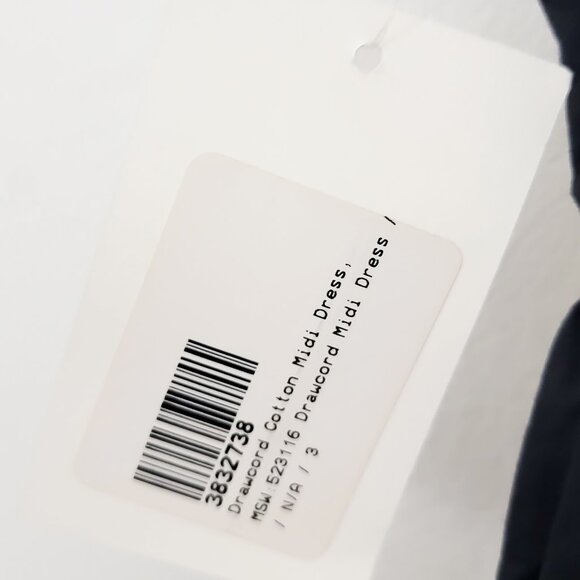 3832738
Drawcord Cotton Midi Dress,
MSW 523116 Drawcord Midi Dress /
/ N/A / 3